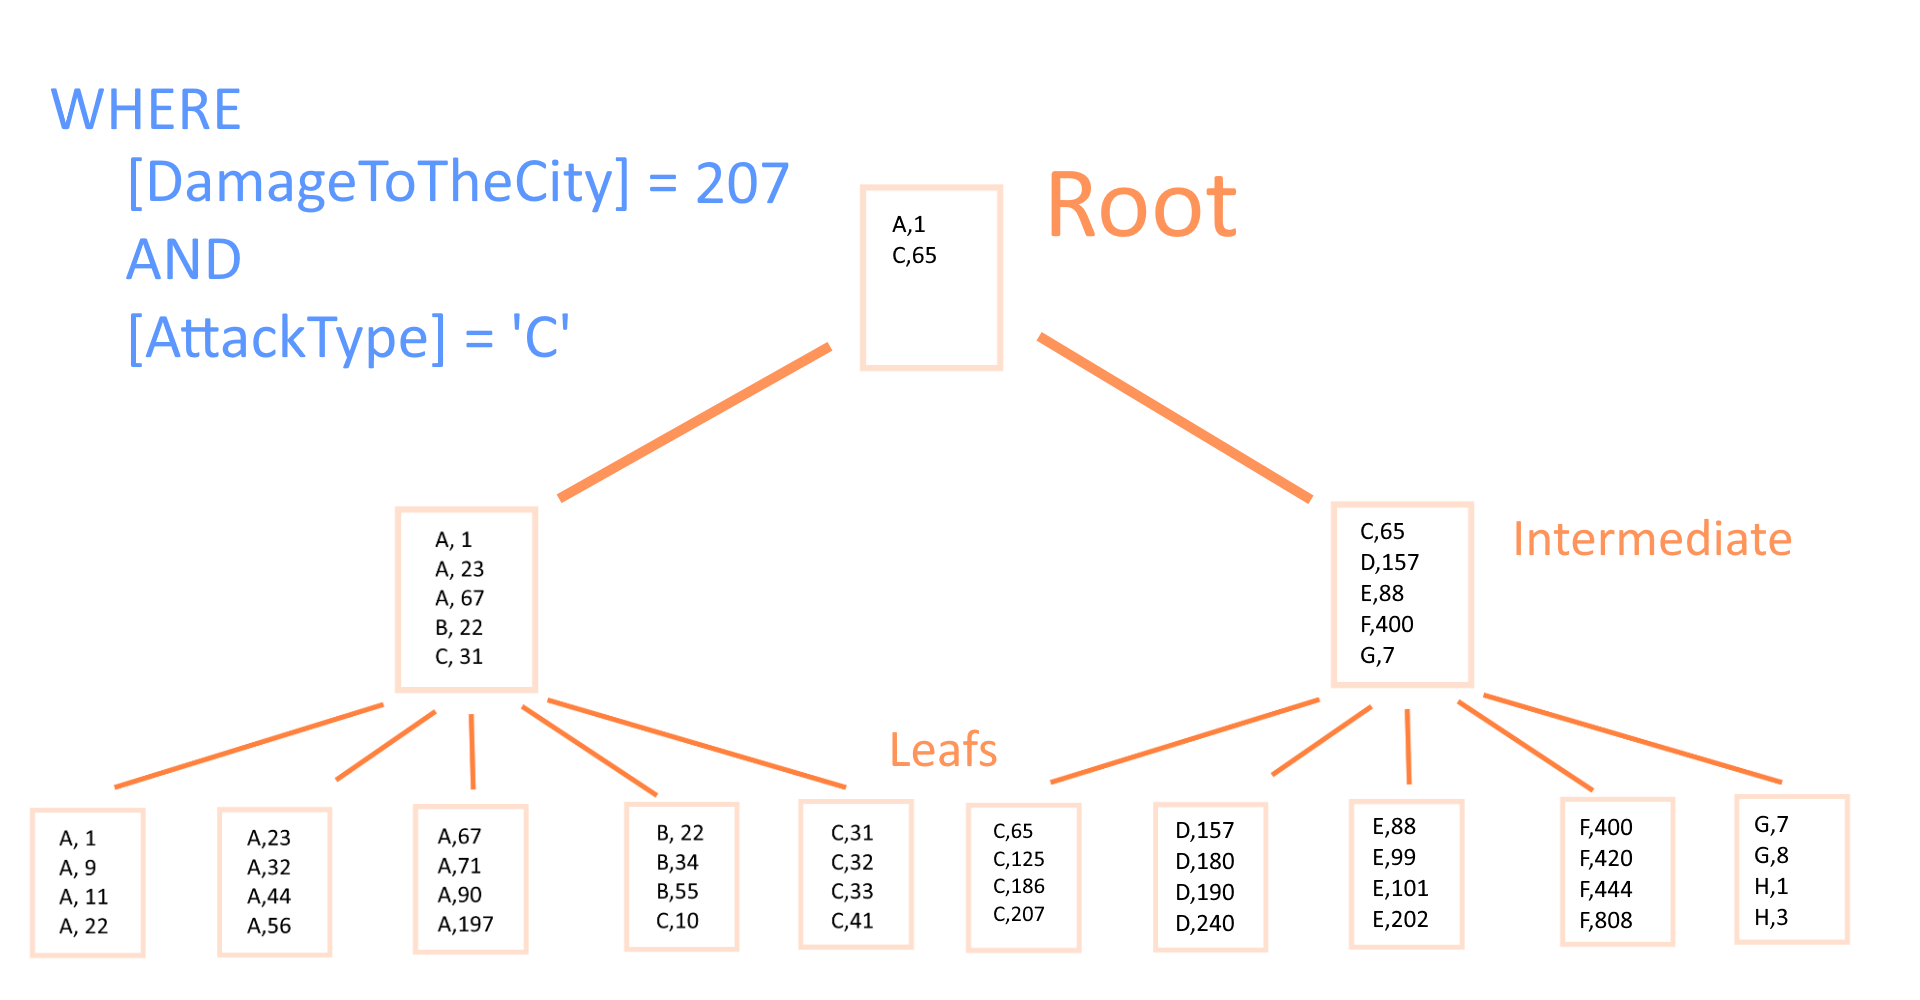 WHERE
[DamageToTheCity] = 207
AND
[AttackType] = 'C'
Root
A,1
C,65
A, 1
A, 23
A, 67
B, 22
C, 31
C,65
D,157
E,88
F,400
G,7
Intermediate
Leafs
A, 1
A, 9
A, 11
A, 22
A,23
A,32
A,44
A,56
A,67
A,71
A,90
A,197
B, 22
B,34
B,55
C,10
C,31
C,32
C,33
C,41
C,65
C,125
C,186
C,207
D,157
D,180
D,190
D,240
E,88
E,99
E,101
E,202
F,400
F,420
F,444
F,808
G,7
G,8
H,1
H,3